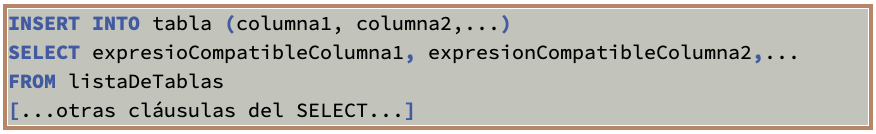 INSERT INTO tabla (columna1, columna2,...)
SELECT expresioCompatibleColumna1, expresionCompatibleColumna2,...
FROM listaDeTablas
[...otras cláusulas del SELECT...]